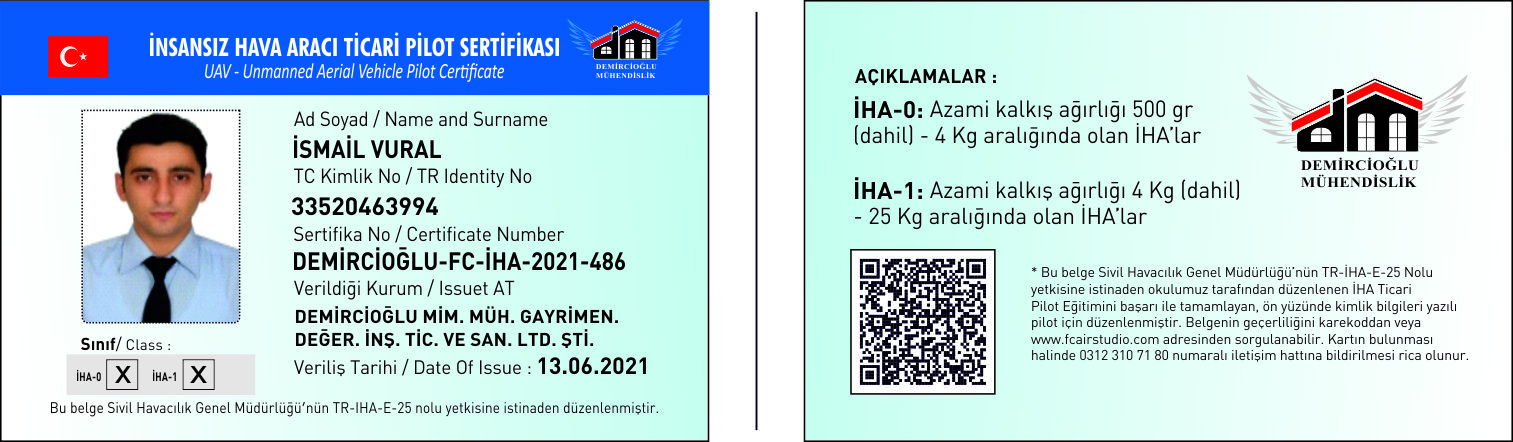 İNSANSIZ HAVA ARACI TİCARİ PİLOT SERTİFİKASI
UAV - Unmanned Aerial Vehicle Pilot Certificate
DEMİRCİOĞLU
MÜHENDİSLİK
Ad Soyad / Name and Surname
İSMAİL VURAL
TC Kimlik No / TR Identity No
33520463994
Sertifika No / Certificate Number
DEMİRCİOĞLU-FC-İHA-2021-486
Verildiği Kurum / Issuet AT
DEMİRCİOĞLU MİM. MÜH. GAYRİMEN.
DEĞER. İNŞ. TİC. VE SAN. LTD. ŞTİ.
Veriliş Tarihi / Date Of Issue : 13.06.2021
Sınıf/ Class :
İHA-0 X İHA-1 X
Bu belge Sivil Havacılık Genel Müdürlüğü'nün TR-IHA-E-25 nolu yetkisine istinaden düzenlenmiştir.
AÇIKLAMALAR :
İHA-0: Azami kalkış ağırlığı 500 gr
(dahil) - 4 Kg aralığında olan İHA'lar
İHA-1: Azami kalkış ağırlığı 4 Kg (dahil)
- 25 Kg aralığında olan İHA'lar
DEMİRCİOĞLU
MÜHENDİSLİK
* Bu belge Sivil Havacılık Genel Müdürlüğü'nün TR-İHA-E-25 Nolu
yetkisine istinaden okulumuz tarafından düzenlenen İHA Ticari
Pilot Eğitimini başarı ile tamamlayan, ön yüzünde kimlik bilgileri yazılı
pilot için düzenlenmiştir. Belgenin geçerliliğini karekoddan veya
www.fcairstudio.com adresinden sorgulanabilir. Kartın bulunması
halinde 0312 310 71 80 numaralı iletişim hattına bildirilmesi rica olunur.